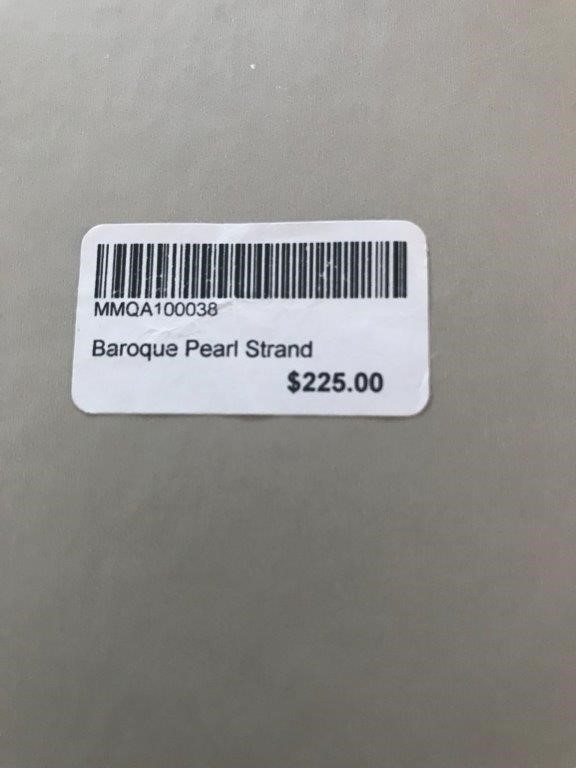 MMQA100038
Baroque Pearl Strand
$225.00